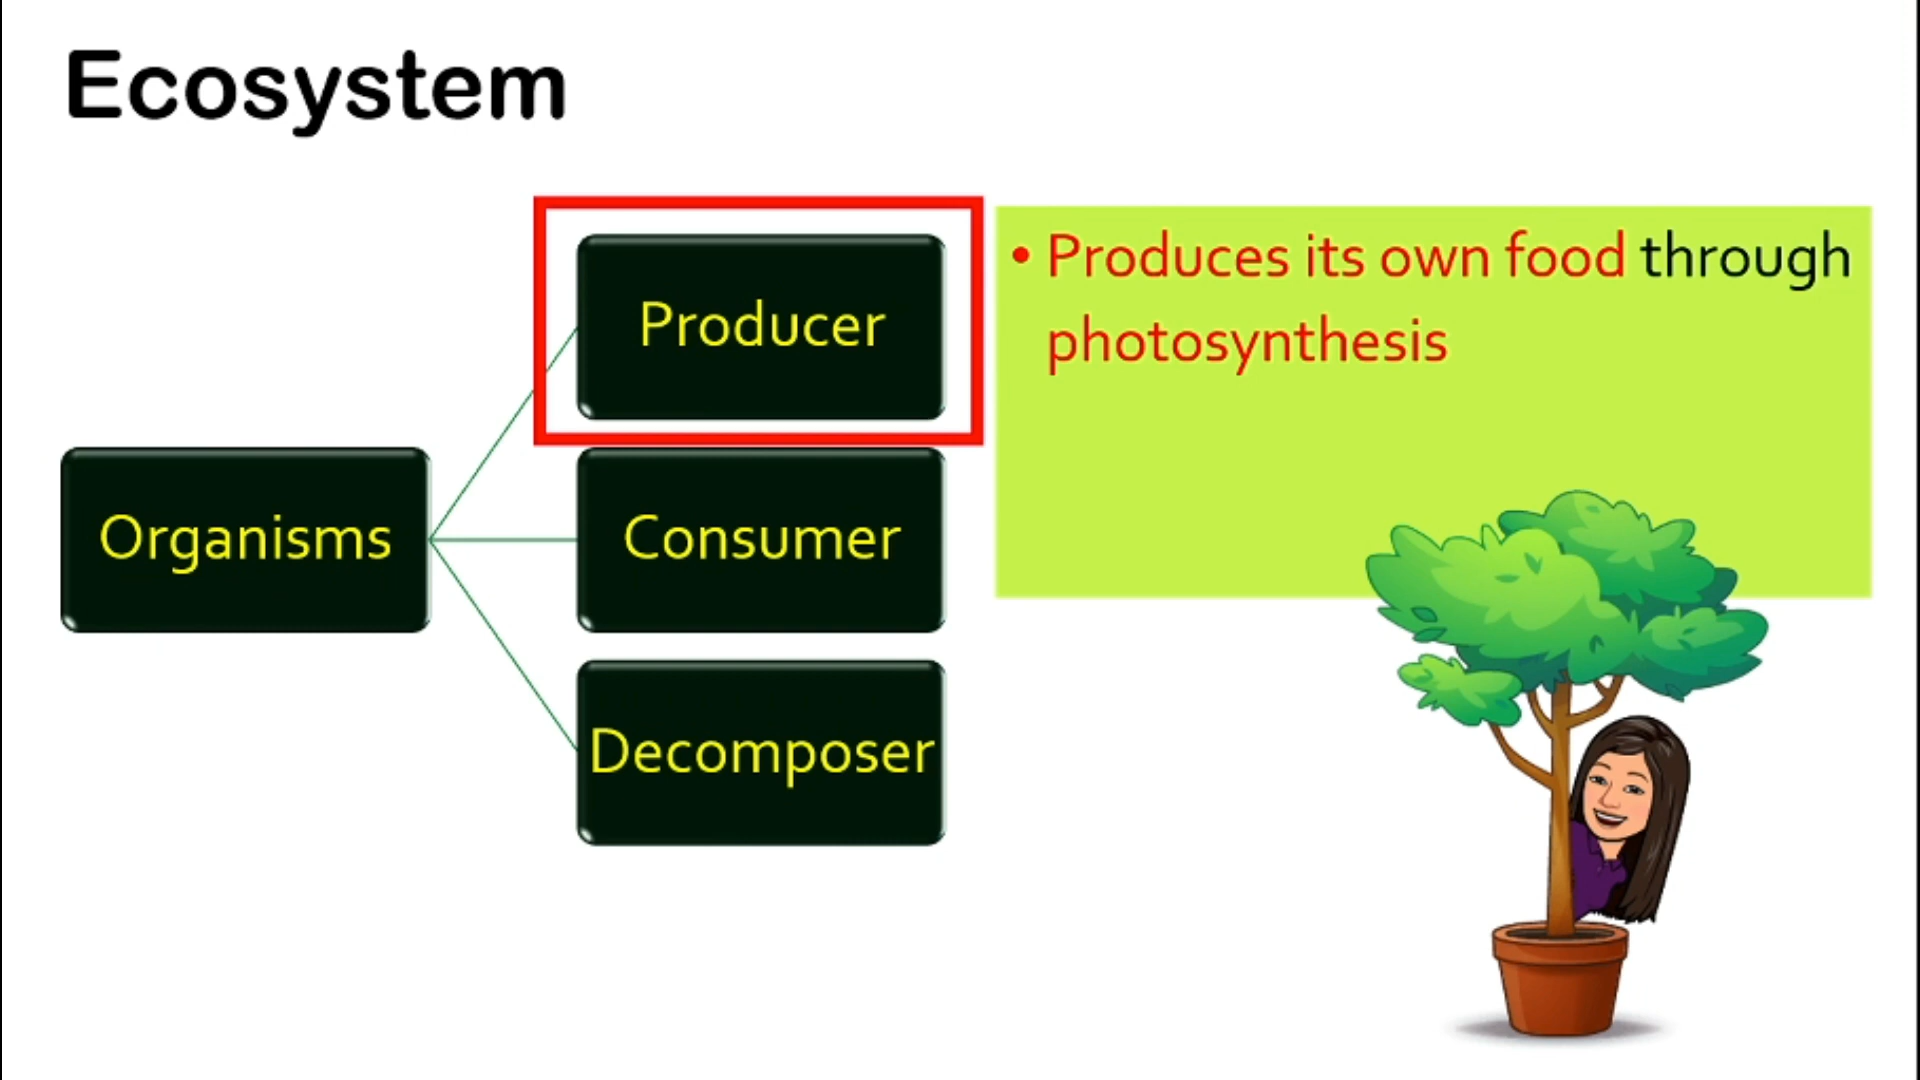 Ecosystem
Organisms
Producer
Consumer
Decomposer
• Produces its own food through
photosynthesis